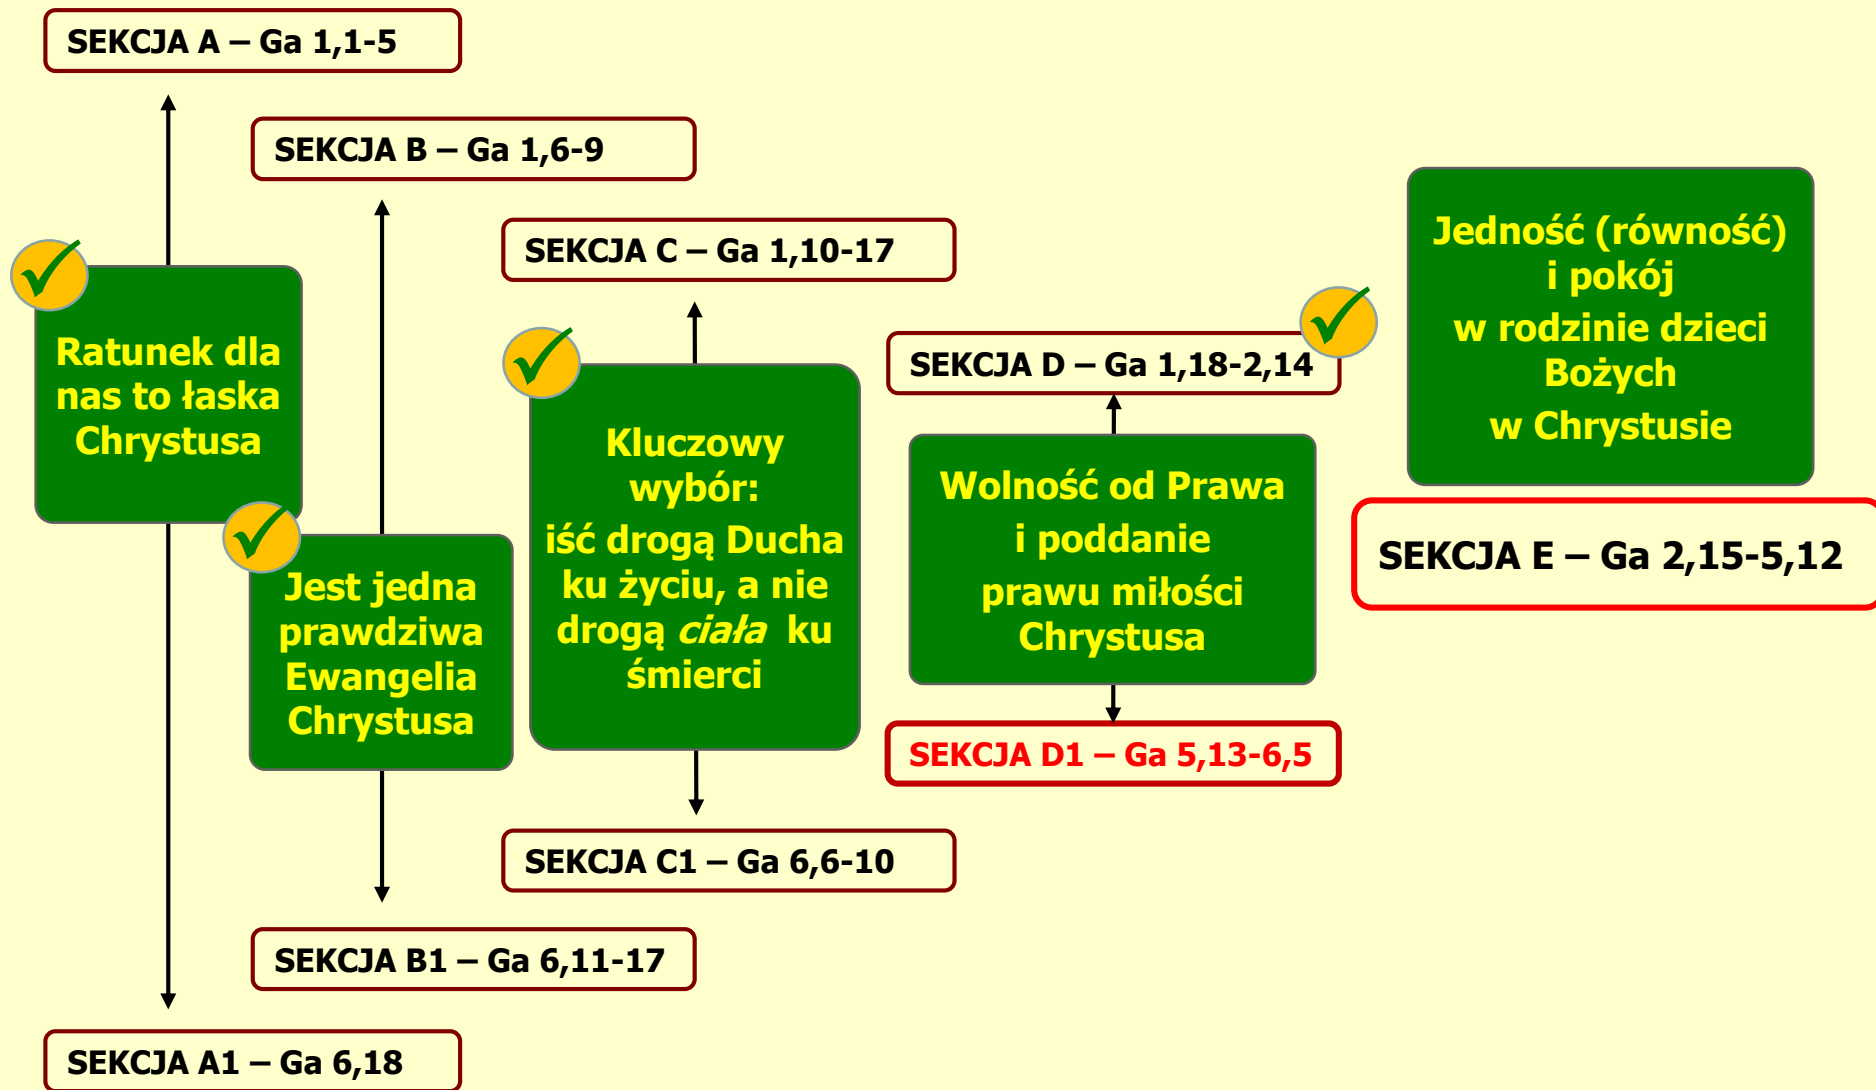 SEKCJA A – Ga 1,1-5
SEKCJA B – Ga 1,6-9
SEKCJA C – Ga 1,10-17
SEKCJA D – Ga 1,18-2,14
Jedność (równość)
i pokój
w rodzinie dzieci
Bożych
w Chrystusie
SEKCJA E – Ga 2,15-5,12
Ratunek dla
nas to łaska
Chrystusa
Jest jedna
prawdziwa
Ewangelia
Chrystusa
Kluczowy
wybór:
iść drogą Ducha
ku życiu, a nie
drogą ciała ku
śmierci
Wolność od Prawa
i poddanie
prawu miłości
Chrystusa
SEKCJA D1 – Ga 5,13-6,5
SEKCJA C1 – Ga 6,6-10
SEKCJA B1 – Ga 6,11-17
SEKCJA A1 – Ga 6,18